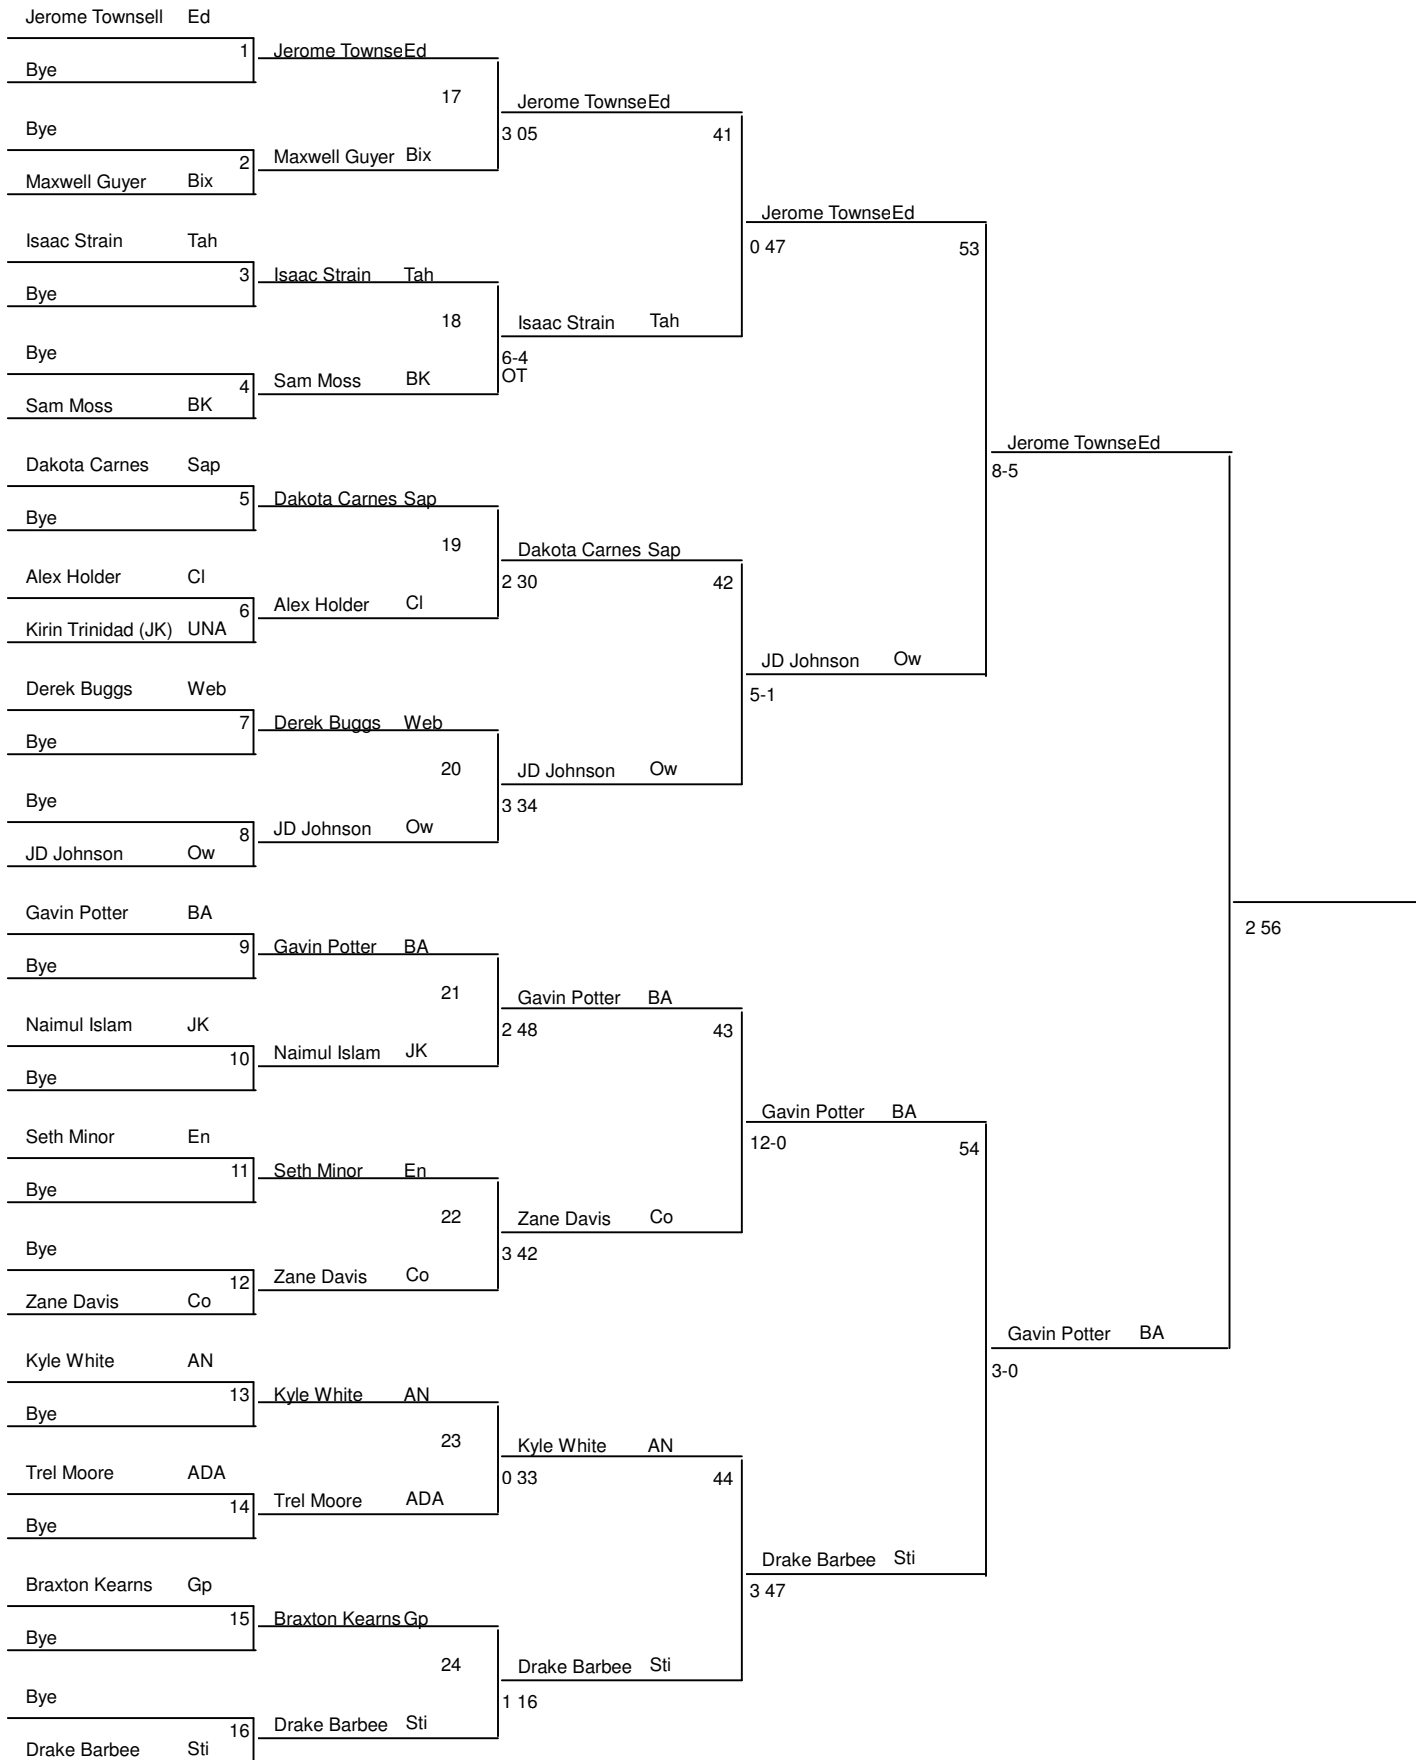 Jerome Townsell Ed
1
Bye
Bye
2
Maxwell Guyer Bix
Isaac Strain Tah
3
Bye
Bye
4
Sam Moss BK
Dakota Carnes Sap
5
Bye
Alex Holder Cl
6
Kirin Trinidad (JK) UNA
Derek Buggs Web
7
Bye
Bye
8
JD Johnson Ow
Gavin Potter BA
9
Bye
Naimul Islam JK
10
Bye
Seth Minor En
11
Bye
Bye
12
Zane Davis Co
Kyle White AN
13
Bye
Trel Moore ADA
14
Bye
Braxton Kearns Gp
15
Bye
Bye
16
Drake Barbee Sti
Jerome TownseEd
17
Maxwell Guyer Bix
Isaac Strain Tah
18
Sam Moss BK
Dakota Carnes Sap
19
Alex Holder Cl
Derek Buggs Web
20
JD Johnson Ow
Gavin Potter BA
21
Naimul Islam JK
Seth Minor En
22
Zane Davis Co
Kyle White AN
23
Trel Moore ADA
Braxton Kearns Gp
24
Drake Barbee Sti
Jerome TownseEd
3 05
41
Isaac Strain Tah
6-4
OT
Dakota Carnes Sap
2 30
42
JD Johnson Ow
3 34
Gavin Potter BA
2 48
43
Zane Davis Co
3 42
Kyle White AN
0 33
44
Drake Barbee Sti
1 16
Jerome TownseEd
0 47
53
JD Johnson Ow
5-1
Gavin Potter BA
12-0
54
Drake Barbee Sti
3 47
Jerome TownseEd
8-5
Gavin Potter BA
3-0
2 56